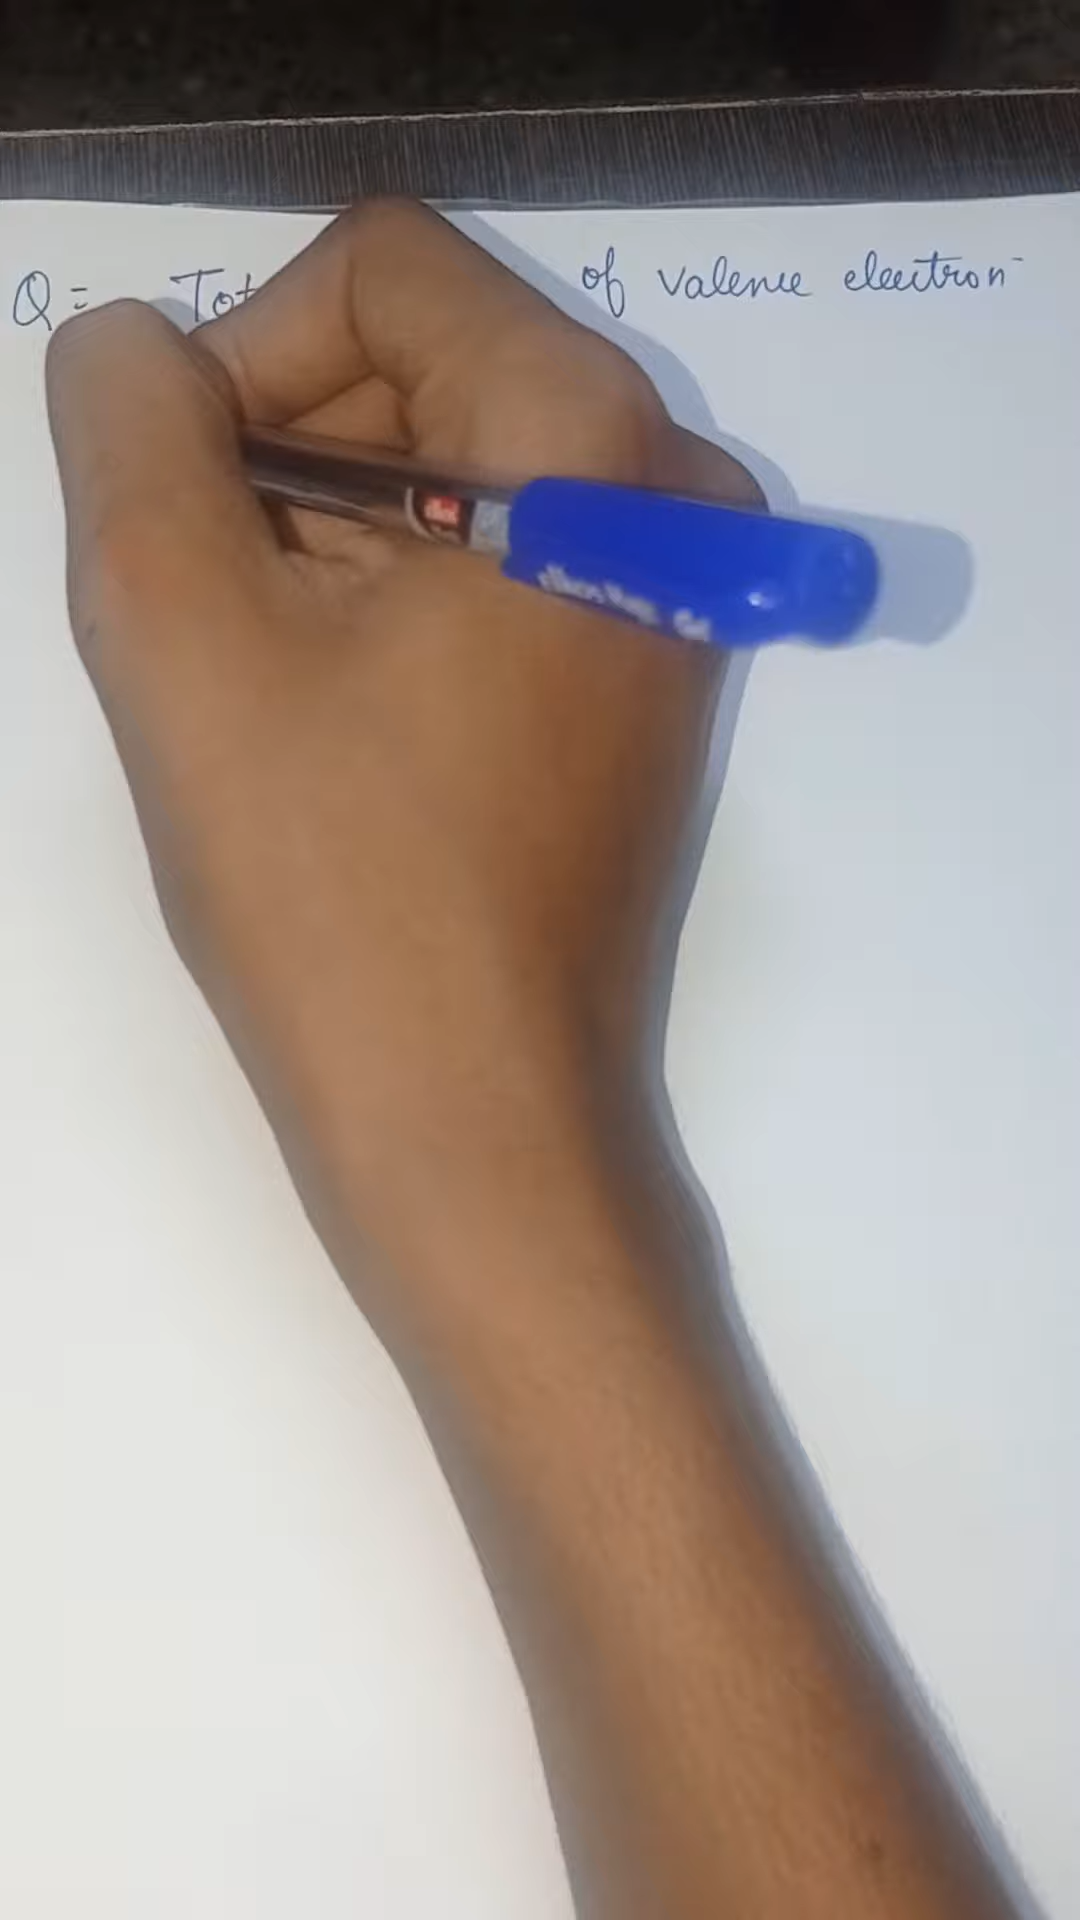 Q = Tot of valence electron